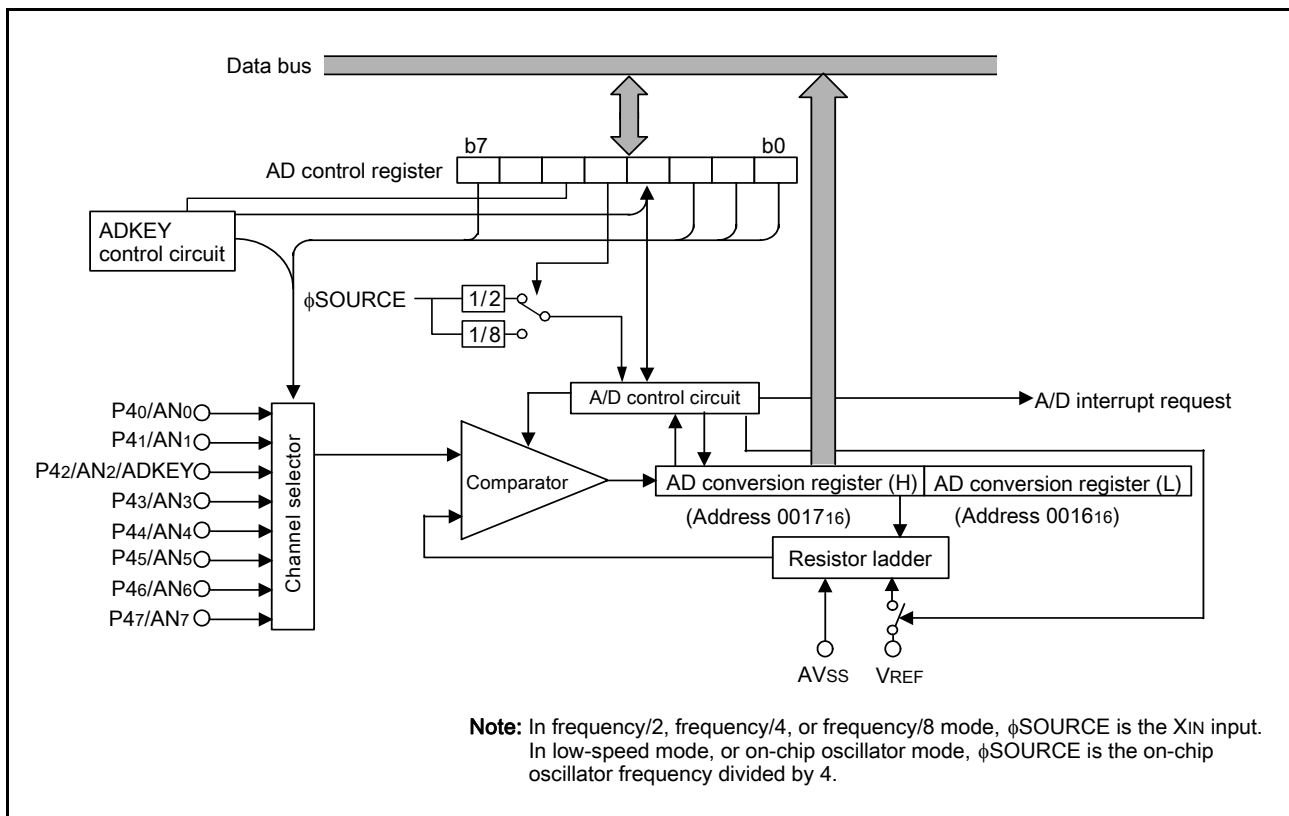 Data bus
b7 b0
AD control register
ADKEY
control circuit
φSOURCE
1/2
1/8
A/D control circuit
A/D interrupt request
P40/AN0
P41/AN1
P42/AN2/ADKEY
P43/AN3
P44/AN4
P45/AN5
P46/AN6
P47/AN7
Channel selector
Comparator
AD conversion register (H) AD conversion register (L)
(Address 001716) (Address 001616)
Resistor ladder
AVSS VREF
Note: In frequency/2, frequency/4, or frequency/8 mode, φSOURCE is the XIN input.
In low-speed mode, or on-chip oscillator mode, φSOURCE is the on-chip
oscillator frequency divided by 4.